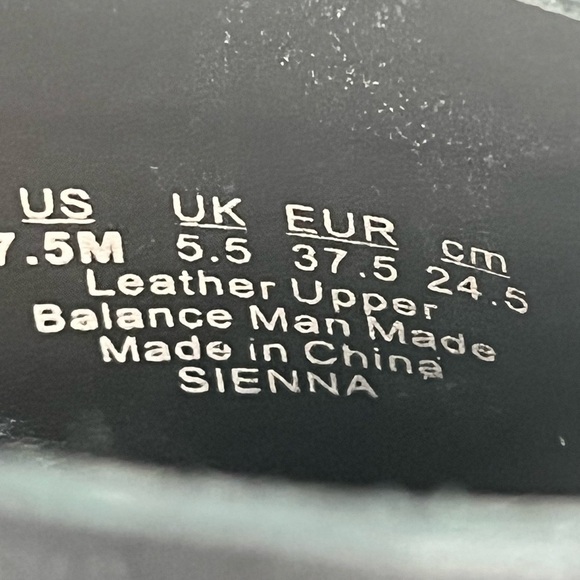 US UK EUR cm
7.5M 5.5 37.5 24.5
Leather Upper
Balance Man Made
Made in China
SIENNA